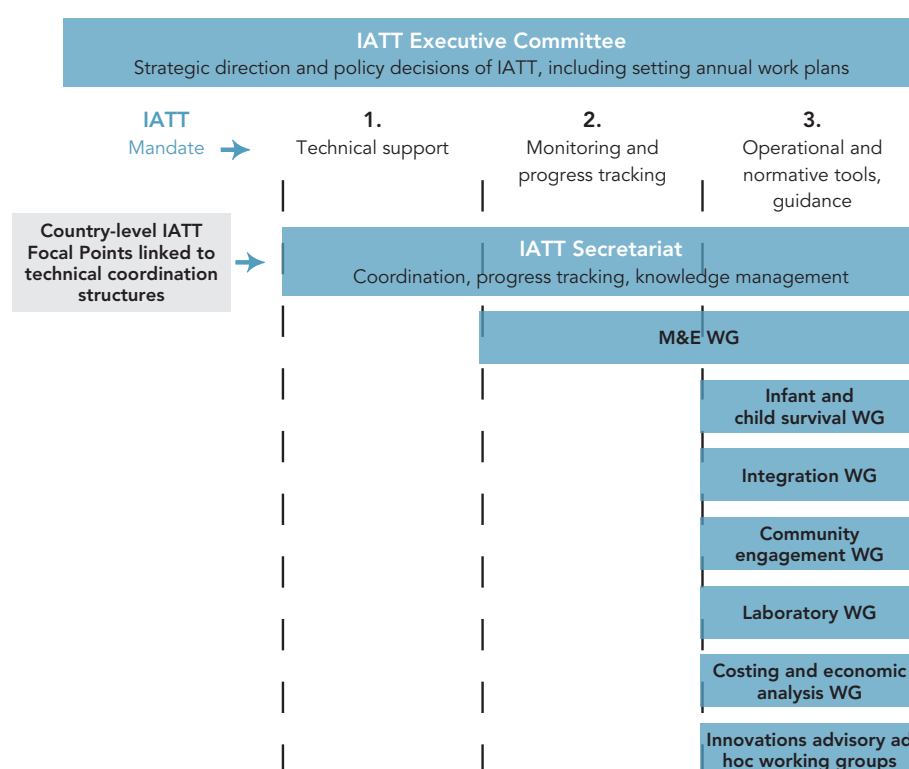 IATT Executive Committee
Strategic direction and policy decisions of IATT, including setting annual work plans
IATT
Mandate
1.
Technical support
2.
Monitoring and
progress tracking
3.
Operational and
normative tools,
guidance
Country-level IATT
Focal Points linked to
technical coordination
structures
IATT Secretariat
Coordination, progress tracking, knowledge management
M&E WG
Infant and
child survival WG
Integration WG
Community
engagement WG
Laboratory WG
Costing and economic
analysis WG
Innovations advisory ad
hoc working groups